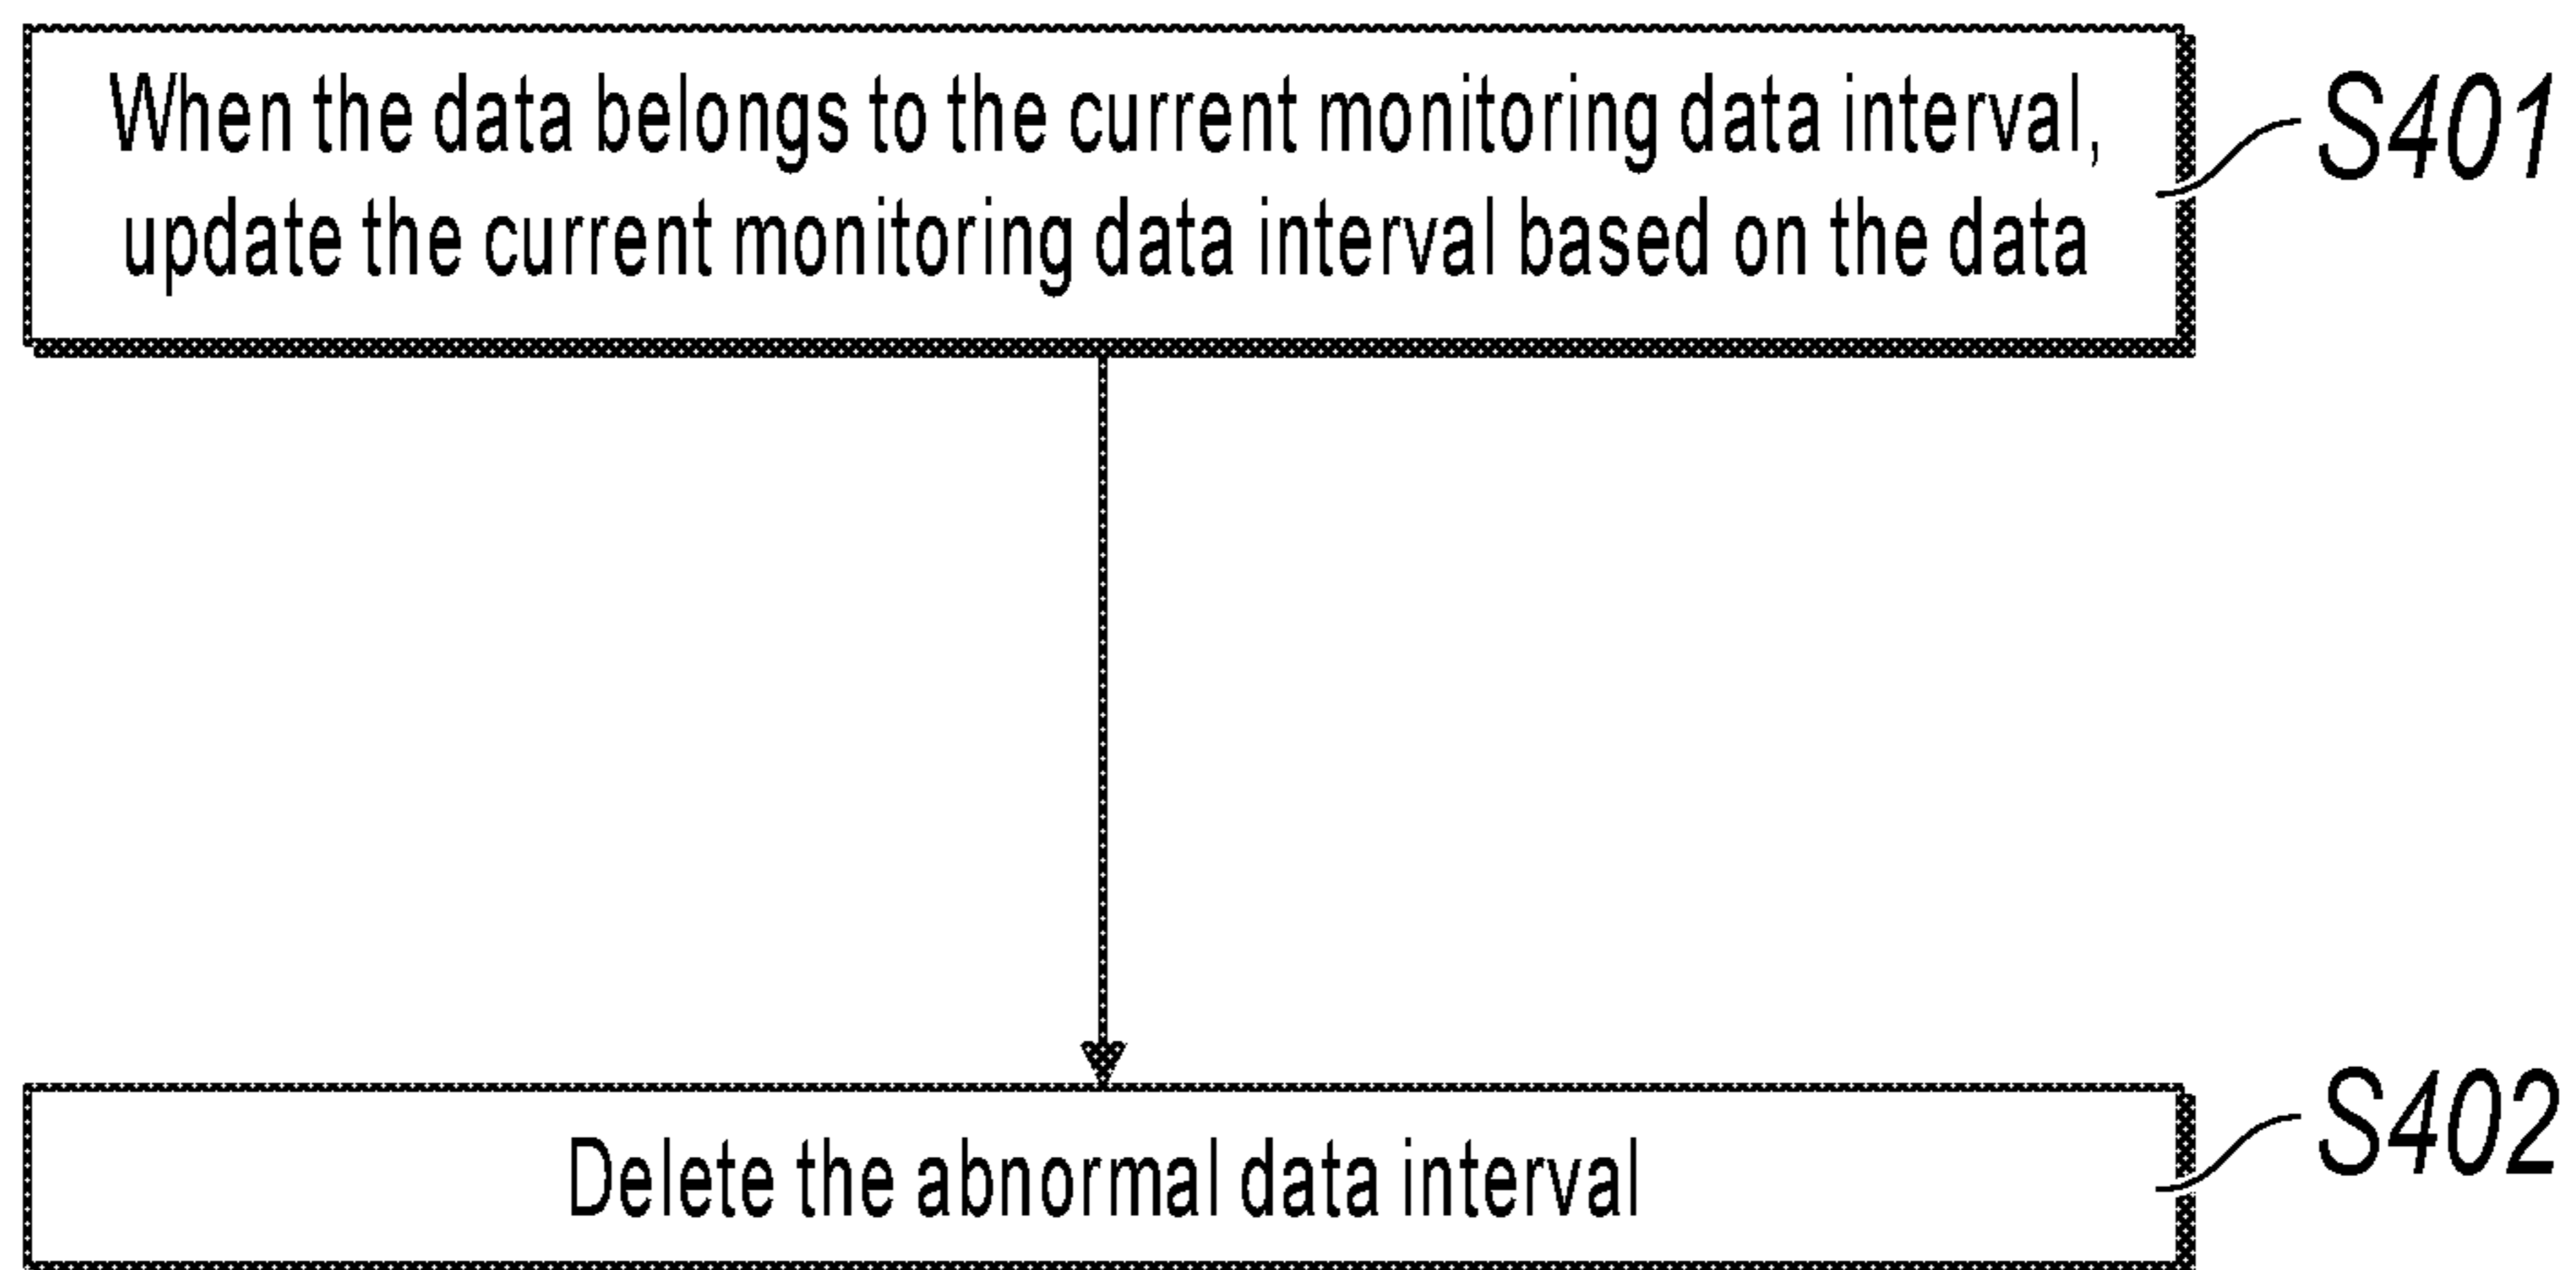 When the data belongs to the current monitoring data interval,
update the current monitoring data interval based on the data
S401
Delete the abnormal data interval
S402